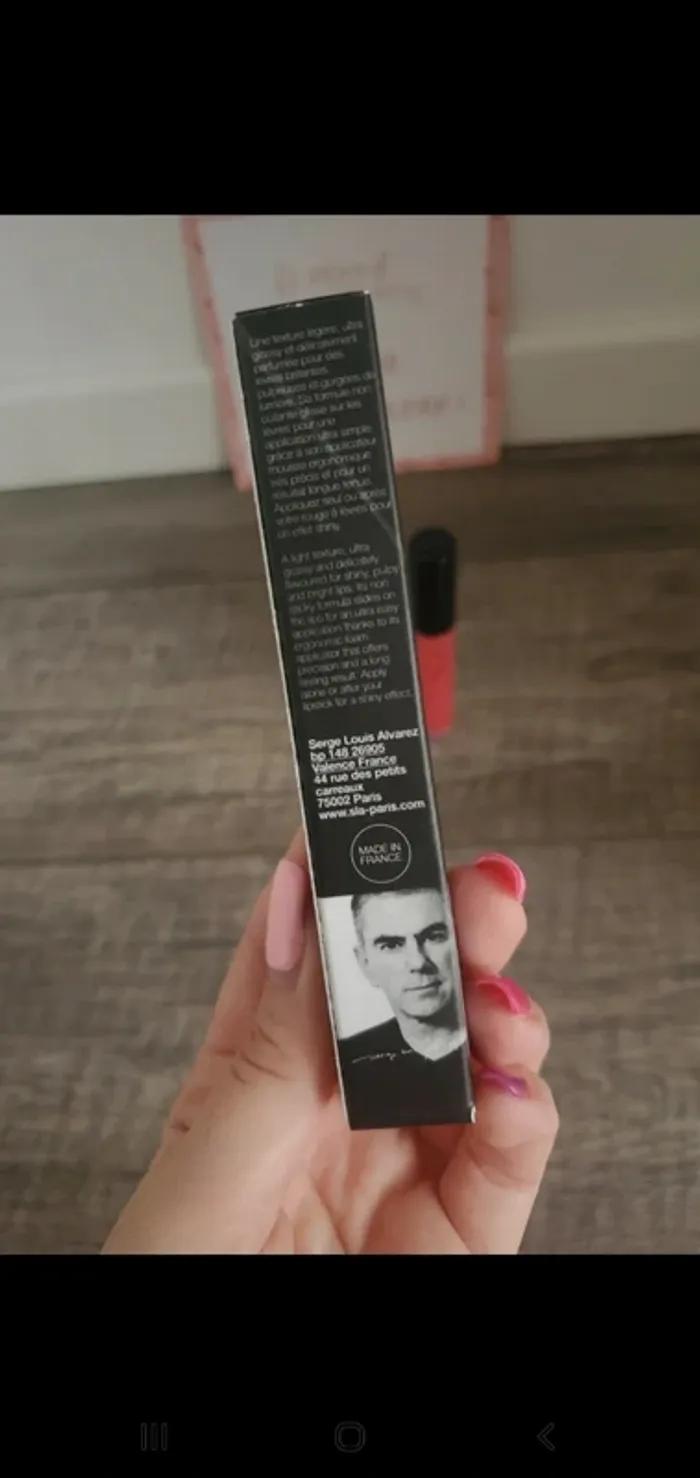 Une texture légère, ultra
glossy et délicatement
parfumée pour des
lèvres brillantes,
pulpeuses et gorgées de
lumière. Sa formule non
collante glisse sur les
lèvres pour une
application ultra simple
grâce à son applicateur
mousse ergonomique
très précis et pour un
résultat longue tenue.
Appliquez seul ou après
votre rouge à lèvres pour
un effet shiny.
A light texture, ultra
glossy and delicately
flavoured for shiny, pulpy
and bright lips. Its non
sticky formula slides on
the lips for an ultra easy
application thanks to its
ergonomic foam
applicator that offers
precision and a long
lasting result. Apply
alone or after your
lipstick for a shiny effect.
Serge Louis Alvarez
bp 148 26905
Valence France
44 rue des petits
carreaux
75002 Paris
www.sla-paris.com
MADE IN
FRANCE